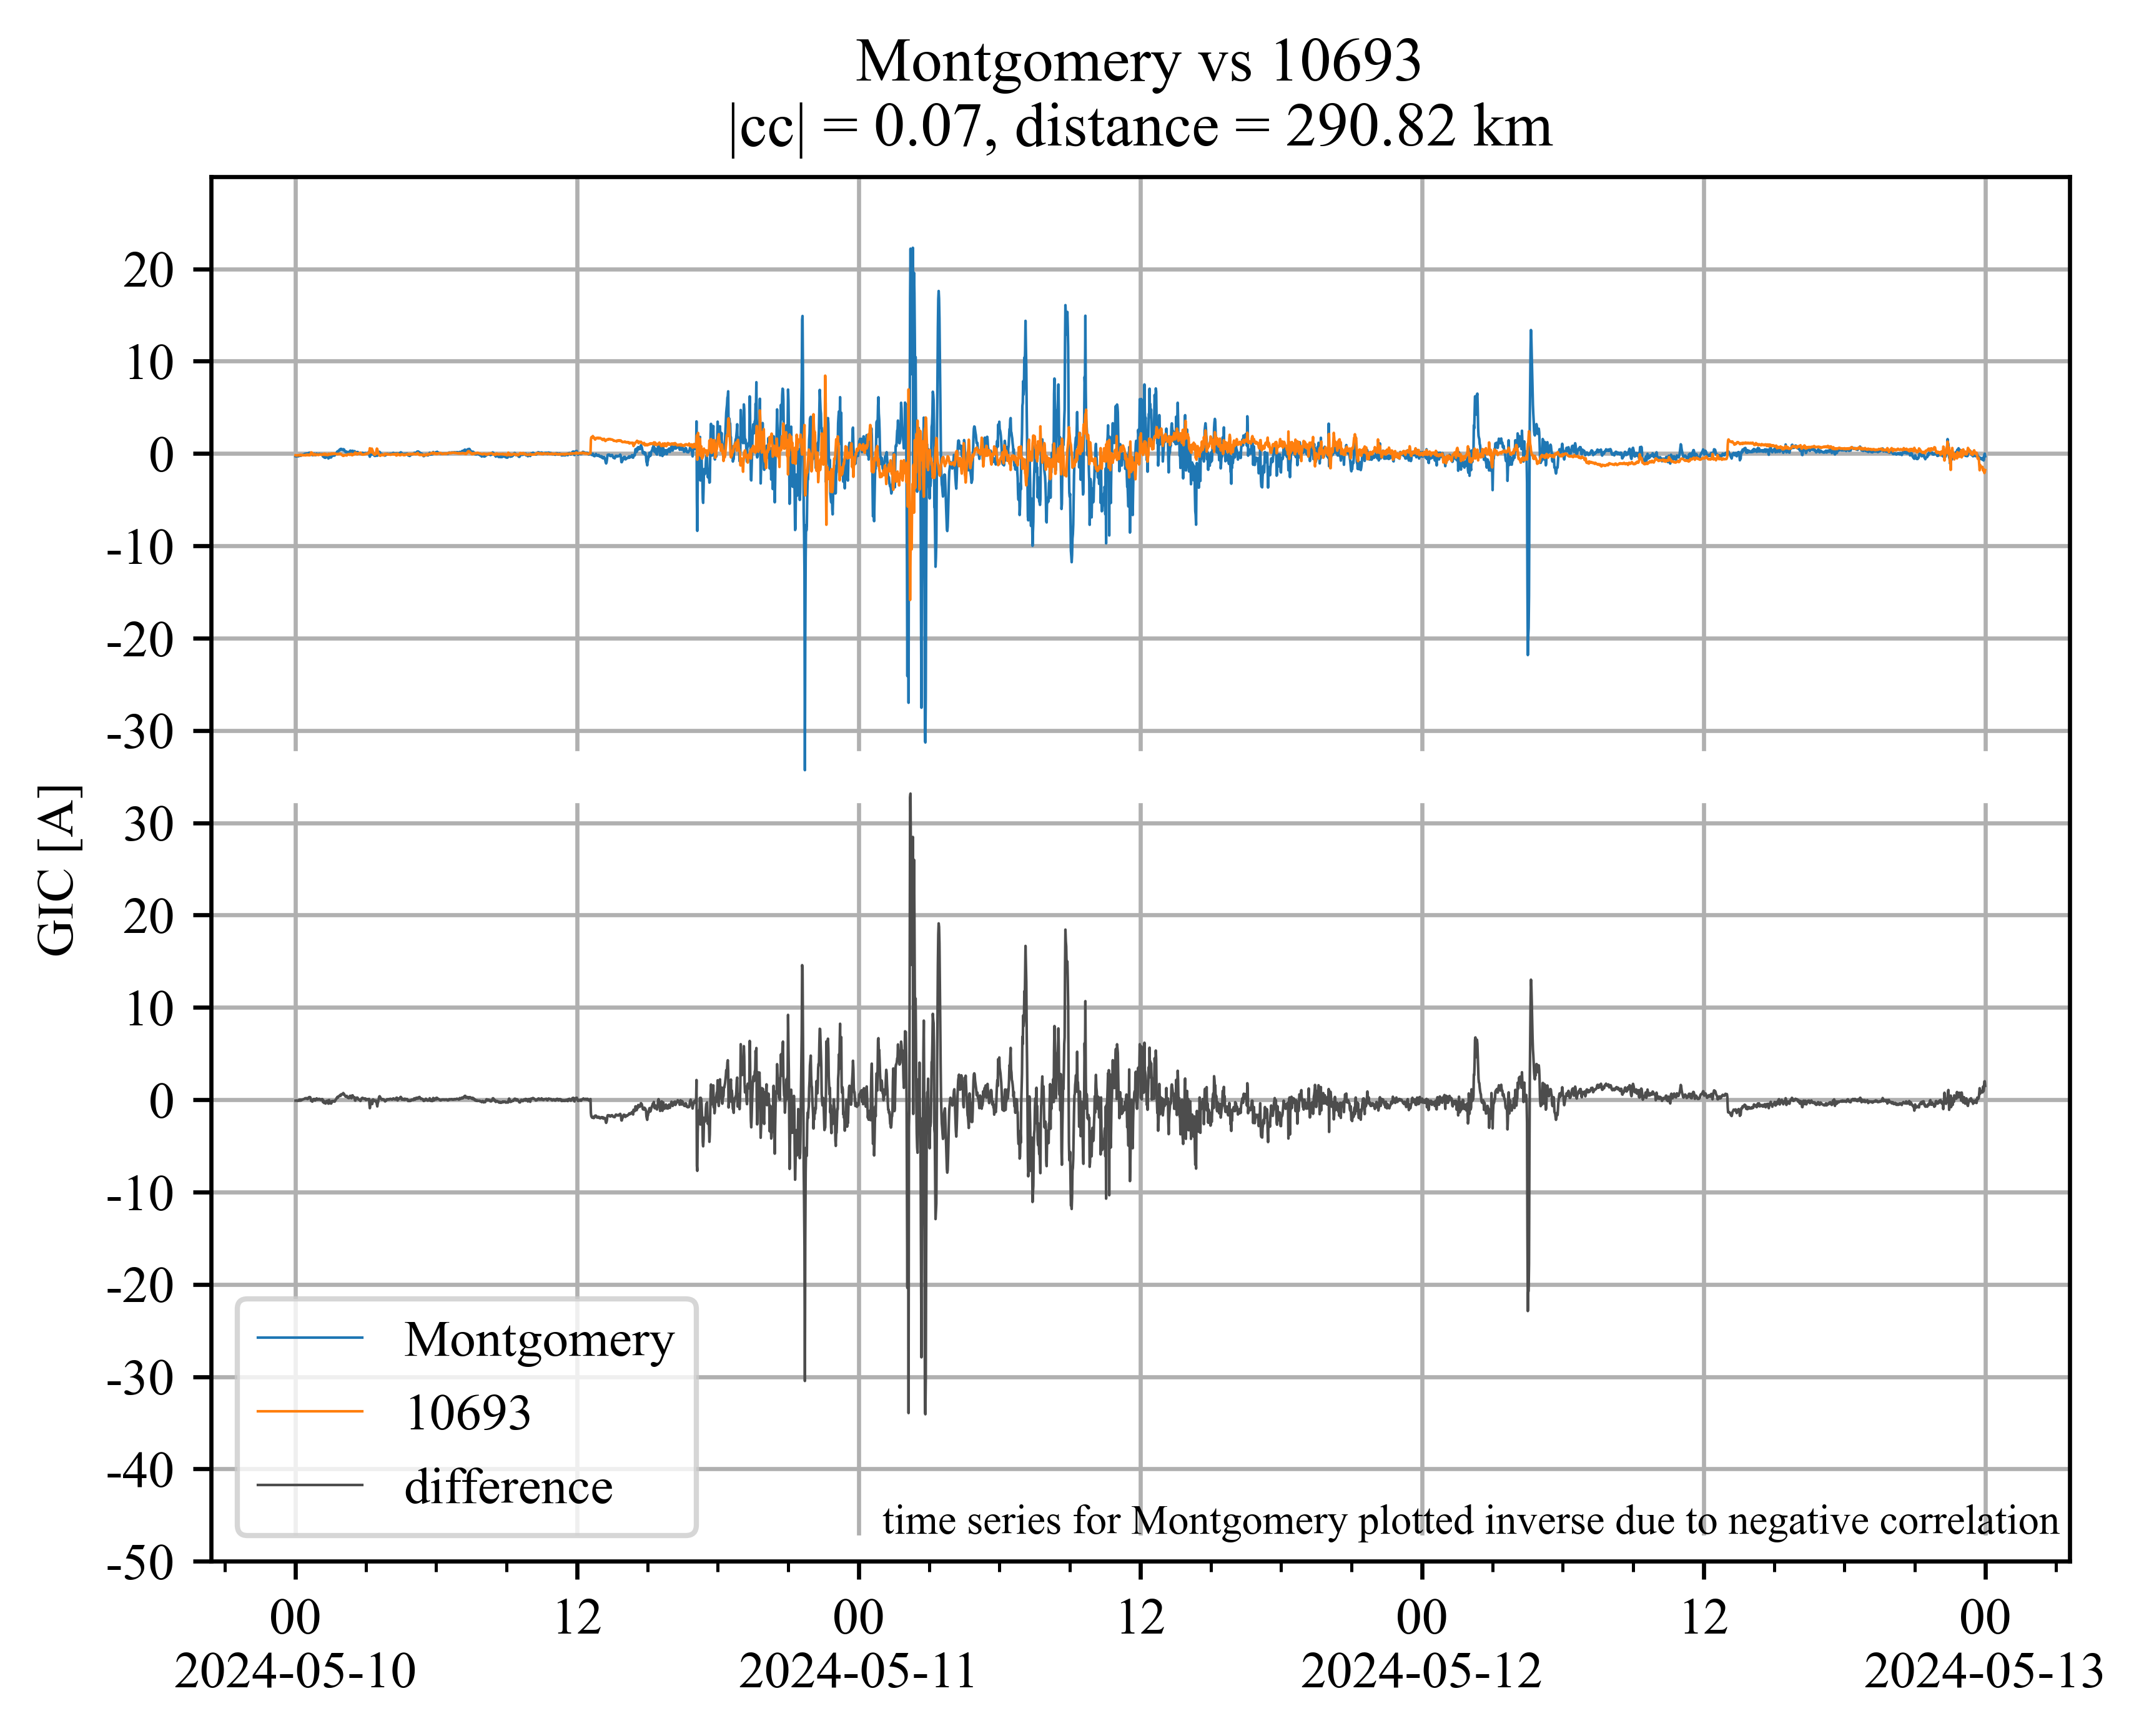 Montgomery vs 10693
|cc| = 0.07, distance = 290.82 km
GIC [A]
20
10
0
-10
-20
-30
30
20
10
0
-10
-20
-30
-40
-50
Montgomery
10693
difference
time series for Montgomery plotted inverse due to negative correlation
00 12 00 12 00 12 00
2024-05-10 2024-05-11 2024-05-12 2024-05-13